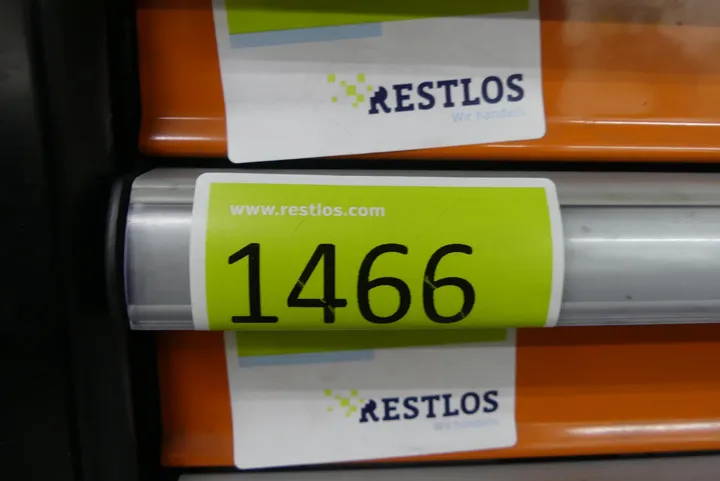 RESTLOS
Wir handeln.
www.restlos.com
1466
RESTLOS
Wir handeln.